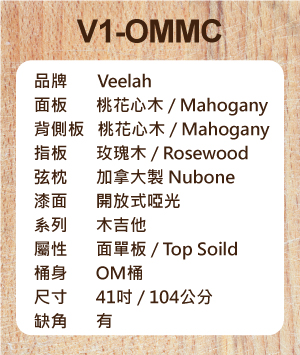 V1-OMMC
品牌 Veelah
面板 桃花心木 / Mahogany
背側板 桃花心木 / Mahogany
指板 玫瑰木 / Rosewood
弦枕 加拿大製 Nubone
漆面 開放式啞光
系列 木吉他
屬性 面單板 / Top Soild
桶身 OM桶
尺寸 41吋 / 104公分
缺角 有